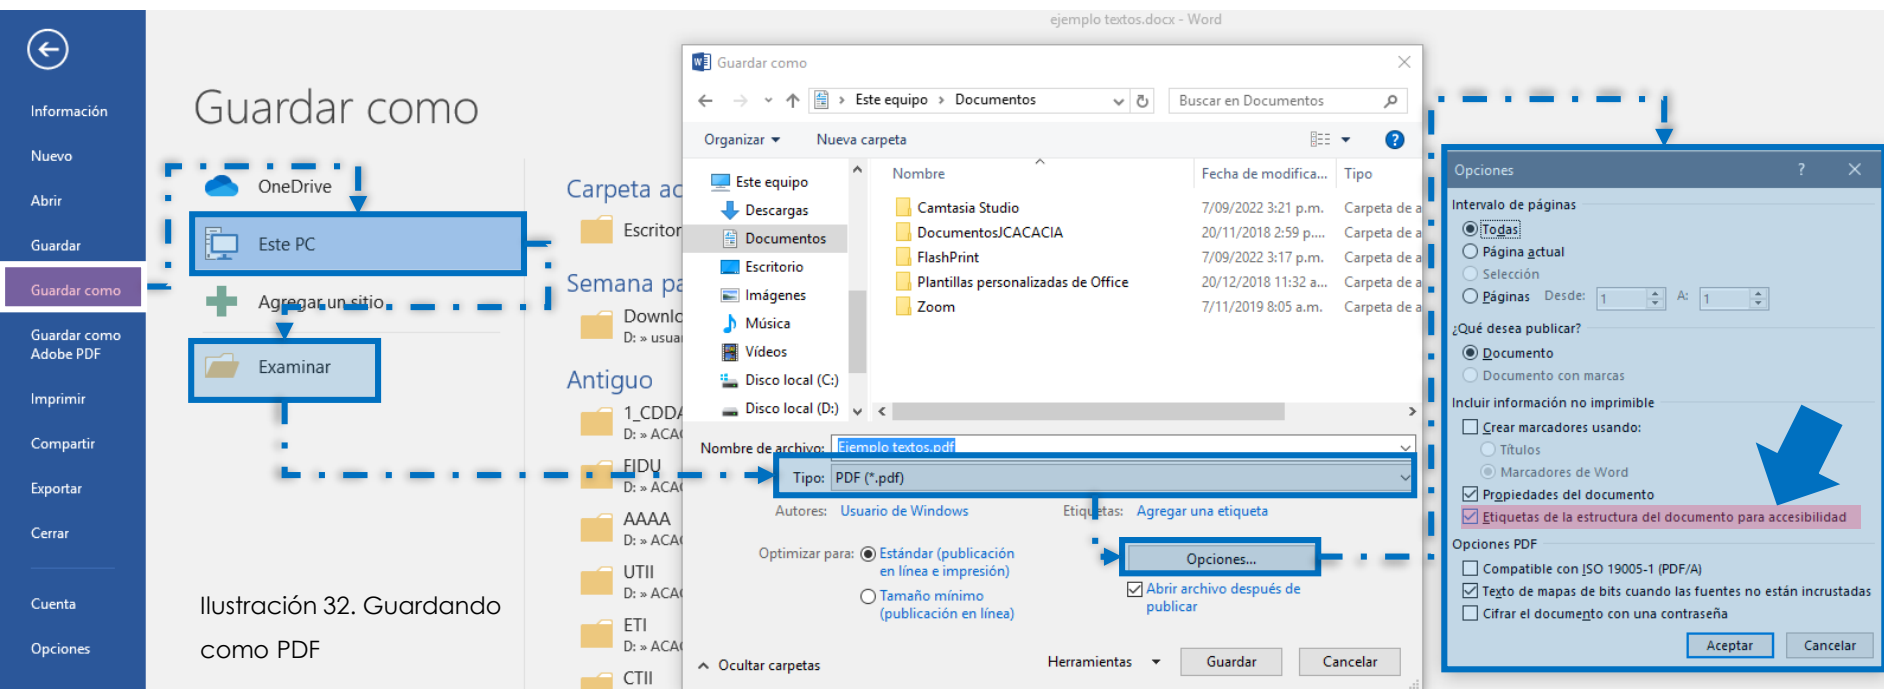 ejemplo textos.docx - Word
Información
Nuevo
Abrir
Guardar
Guardar como
Guardar como
Adobe PDF
Imprimir
Compartir
Exportar
Cerrar
Cuenta
Opciones
Guardar como
OneDrive
Este PC
Agregar un sitio
Examinar
Ilustración 32. Guardando
como PDF
Carpeta ac
Escritor
Semana pa
Downlo
D: » usuar
Antiguo
1_CDDA
D: » ACAC
FJDU
D: » ACAC
AAAA
D: » ACAC
UTII
D: » ACAC
ETI
D: » ACAC
CTII
Guardar como
Este equipo > Documentos
Buscar en Documentos
Organizar
Nueva carpeta
Este equipo
Descargas
Documentos
Escritorio
Imágenes
Música
Vídeos
Disco local (C:)
Disco local (D:)
Nombre Fecha de modifica... Tipo
Camtasia Studio 7/09/2022 3:21 p.m. Carpeta de a
DocumentosJCACACIA 20/11/2018 2:59 p.... Carpeta de a
FlashPrint 7/09/2022 3:17 p.m. Carpeta de a
Plantillas personalizadas de Office 20/12/2018 11:32 a... Carpeta de a
Zoom 7/11/2019 8:05 a.m. Carpeta de a
Nombre de archivo: Ejemplo textos.pdf
Tipo: PDF (*.pdf)
Autores: Usuario de Windows Etiquetas: Agregar una etiqueta
Optimizar para: Estándar (publicación
en línea e impresión)
Tamaño mínimo
(publicación en línea)
Opciones...
Abrir archivo después de
publicar
Ocultar carpetas
Herramientas
Guardar
Cancelar
Opciones ?
Intervalo de páginas
Todas
Página actual
Selección
Páginas Desde: 1 A: 1
¿Qué desea publicar?
Documento
Documento con marcas
Incluir información no imprimible
Crear marcadores usando:
Títulos
Marcadores de Word
Propiedades del documento
Etiquetas de la estructura del documento para accesibilidad
Opciones PDF
Compatible con ISO 19005-1 (PDF/A)
Texto de mapas de bits cuando las fuentes no están incrustadas
Cifrar el documento con una contraseña
Aceptar
Cancelar